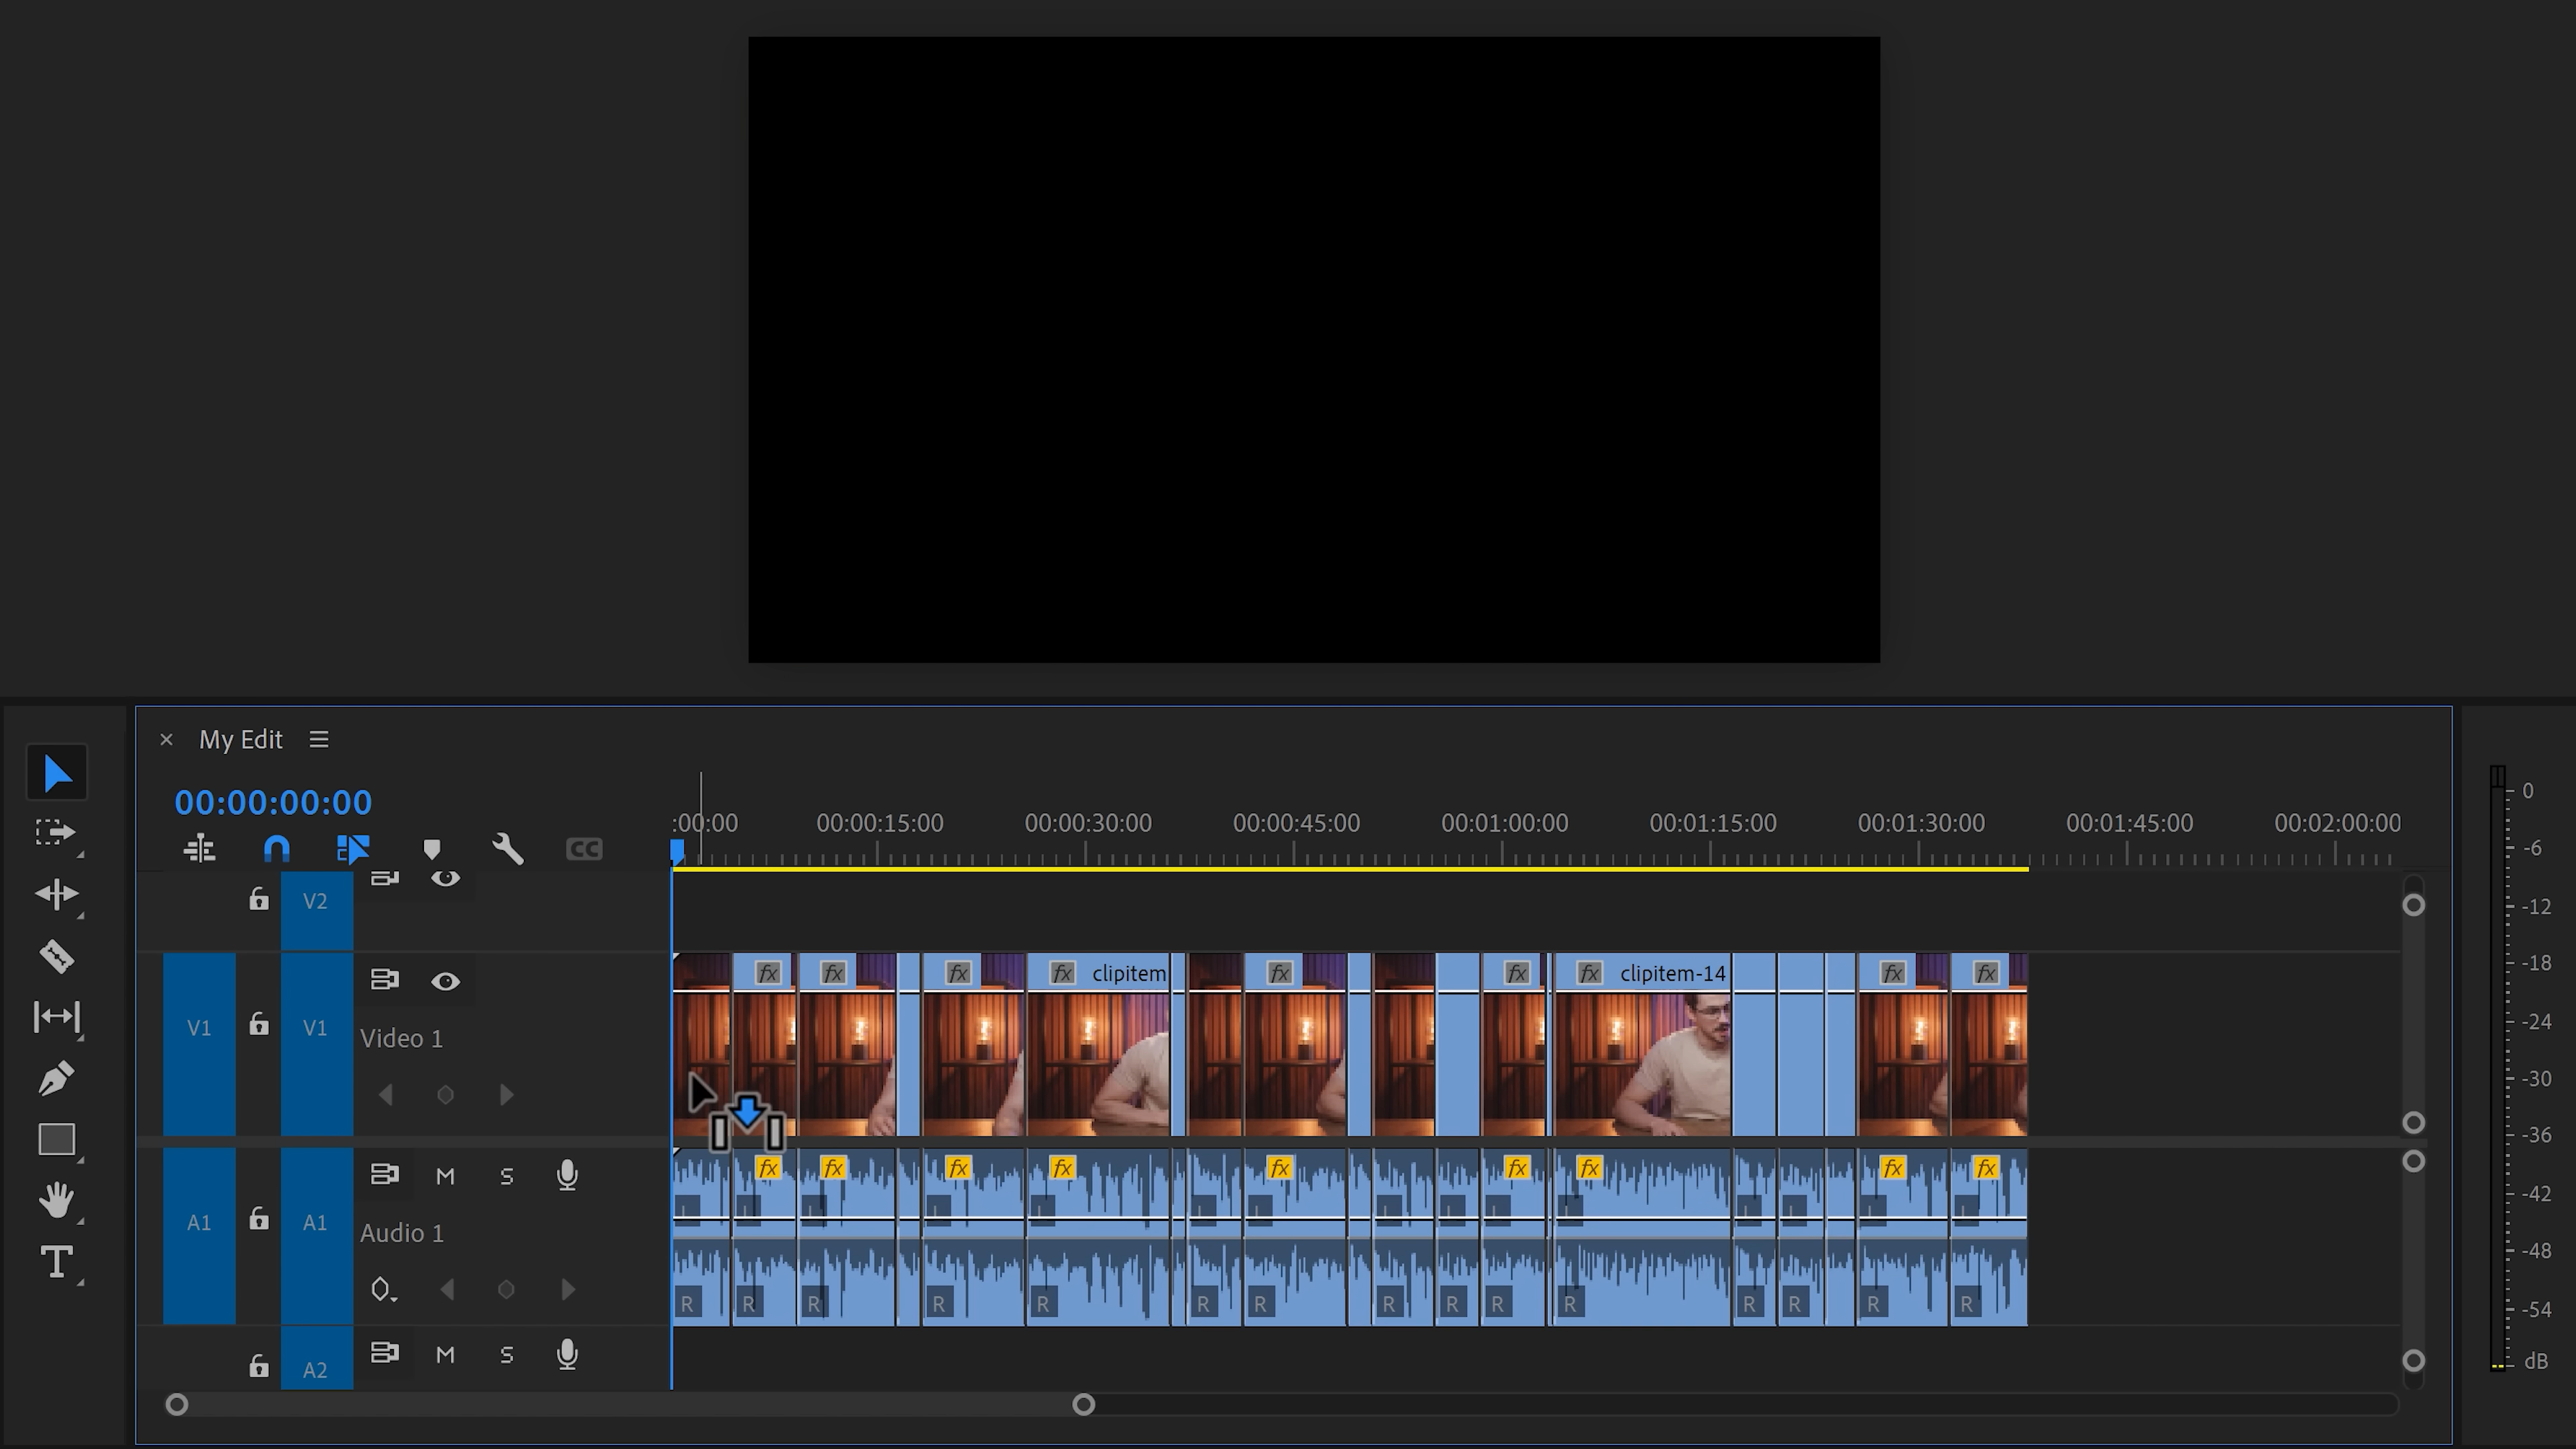 × My Edit
00:00:00:00
:00:00 00:00:15:00 00:00:30:00 00:00:45:00 00:01:00:00 00:01:15:00 00:01:30:00 00:01:45:00 00:02:00:00
CC
V2
fx fx fx fx clipitem fx fx fx clipitem-14 fx fx
V1 V1 Video 1
fx fx fx fx fx fx fx fx fx
A1 A1 M S
L L L L L L L L L L L L L L
Audio 1
R R R R R R R R R R R R R R R
A2 M S
T
0
-6
-12
-18
-24
-30
-36
-42
-48
-54
dB